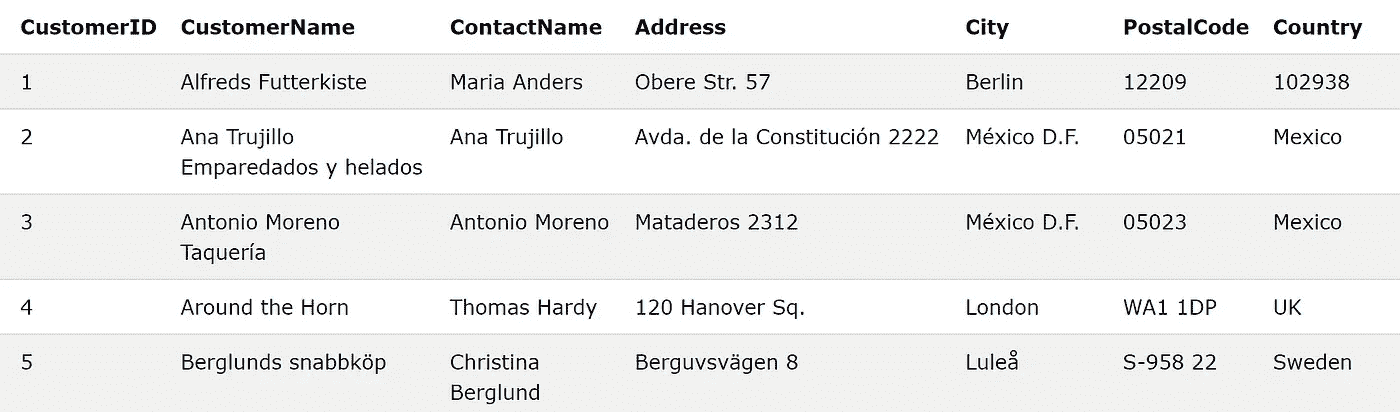 CustomerID CustomerName ContactName Address City PostalCode Country
1 Alfreds Futterkiste Maria Anders Obere Str. 57 Berlin 12209 102938
2 Ana Trujillo Ana Trujillo Avda. de la Constitución 2222 México D.F. 05021 Mexico
Emparedados y helados
3 Antonio Moreno Antonio Moreno Mataderos 2312 México D.F. 05023 Mexico
Taquería
4 Around the Horn Thomas Hardy 120 Hanover Sq. London WA1 1DP UK
5 Berglunds snabbköp Christina Berguvsvägen 8 Luleå S-958 22 Sweden
Berglund